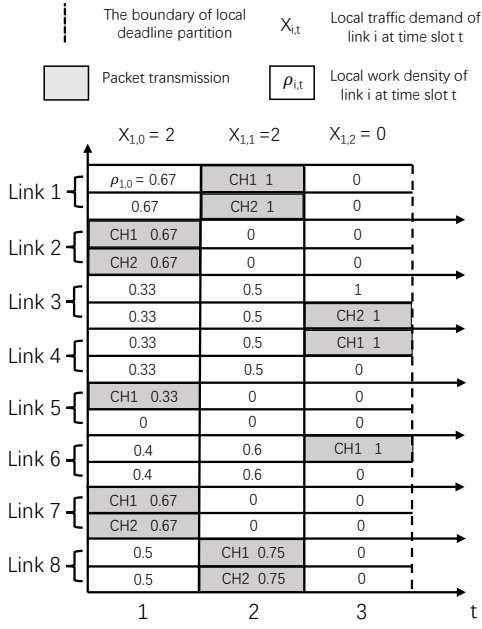 The boundary of local
deadline partition
X_{i,t}
Local traffic demand of
link i at time slot t
Packet transmission
ρ_{i,t}
Local work density of
link i at time slot t
X_{1,0} = 2 X_{1,1} =2 X_{1,2} = 0
Link 1
ρ_{1,0} = 0.67 CH1 1 0
0.67 CH2 1 0
Link 2
CH1 0.67 0 0
CH2 0.67 0 0
Link 3
0.33 0.5 1
0.33 0.5 CH2 1
Link 4
0.33 0.5 CH1 1
0.33 0.5 0
Link 5
CH1 0.33 0 0
0 0 0
Link 6
0.4 0.6 CH1 1
0.4 0.6 0
Link 7
CH1 0.67 0 0
CH2 0.67 0 0
Link 8
0.5 CH1 0.75 0
0.5 CH2 0.75 0
1 2 3 t